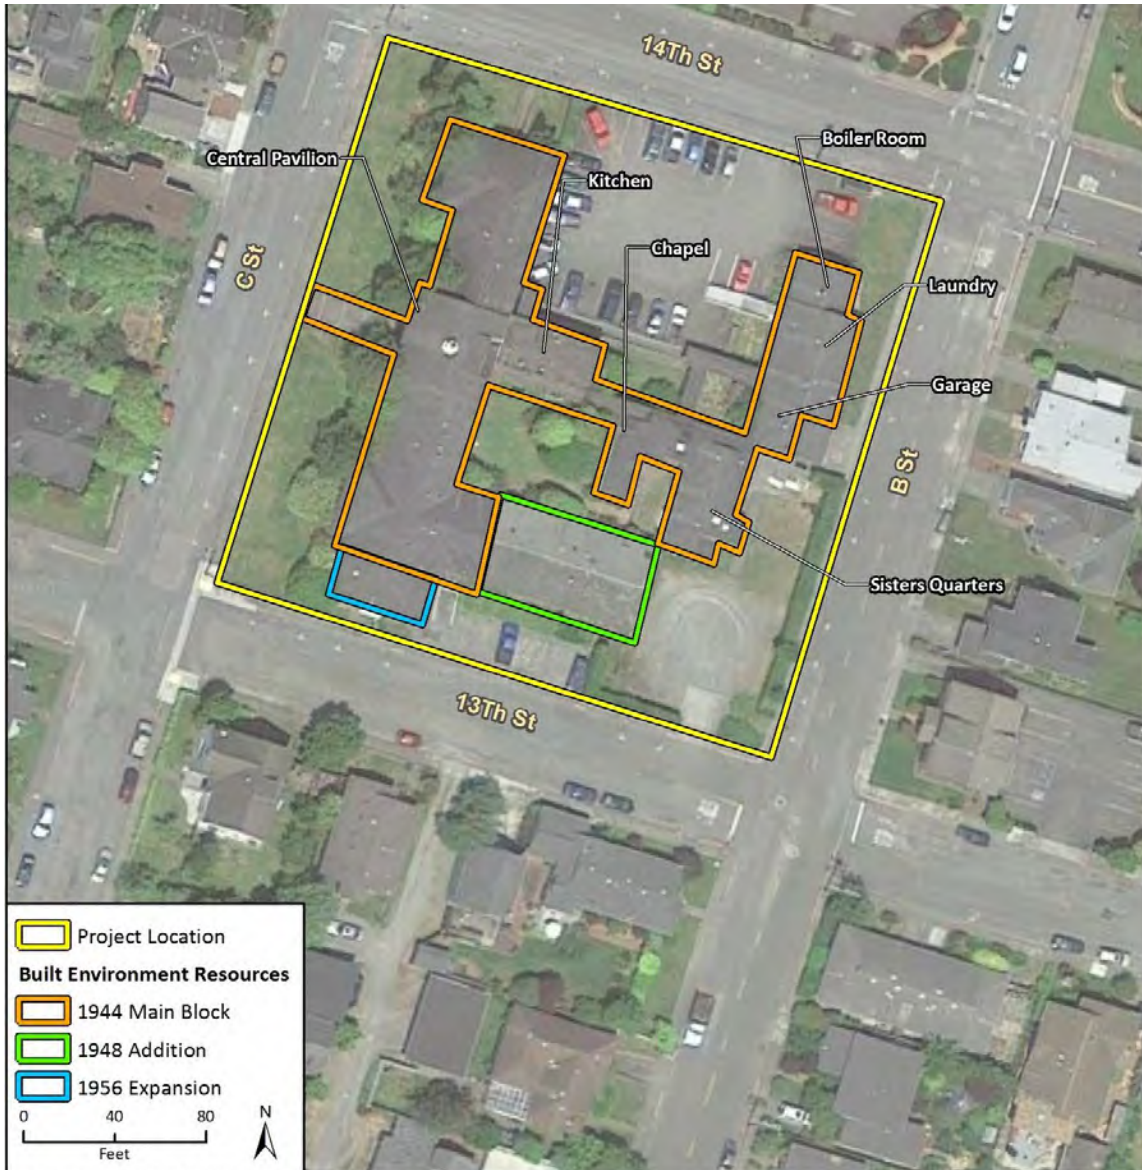 14Th St
Boiler Room
Central Pavilion
Kitchen
Chapel
C St
Laundry
Garage
B St
Sisters Quarters
13Th St
Project Location
Built Environment Resources
1944 Main Block
1948 Addition
1956 Expansion
0 40 80
N
Feet